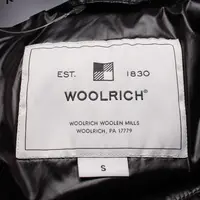 EST. 1830
WOOLRICH®
WOOLRICH WOOLEN MILLS
WOOLRICH, PA 17779
S